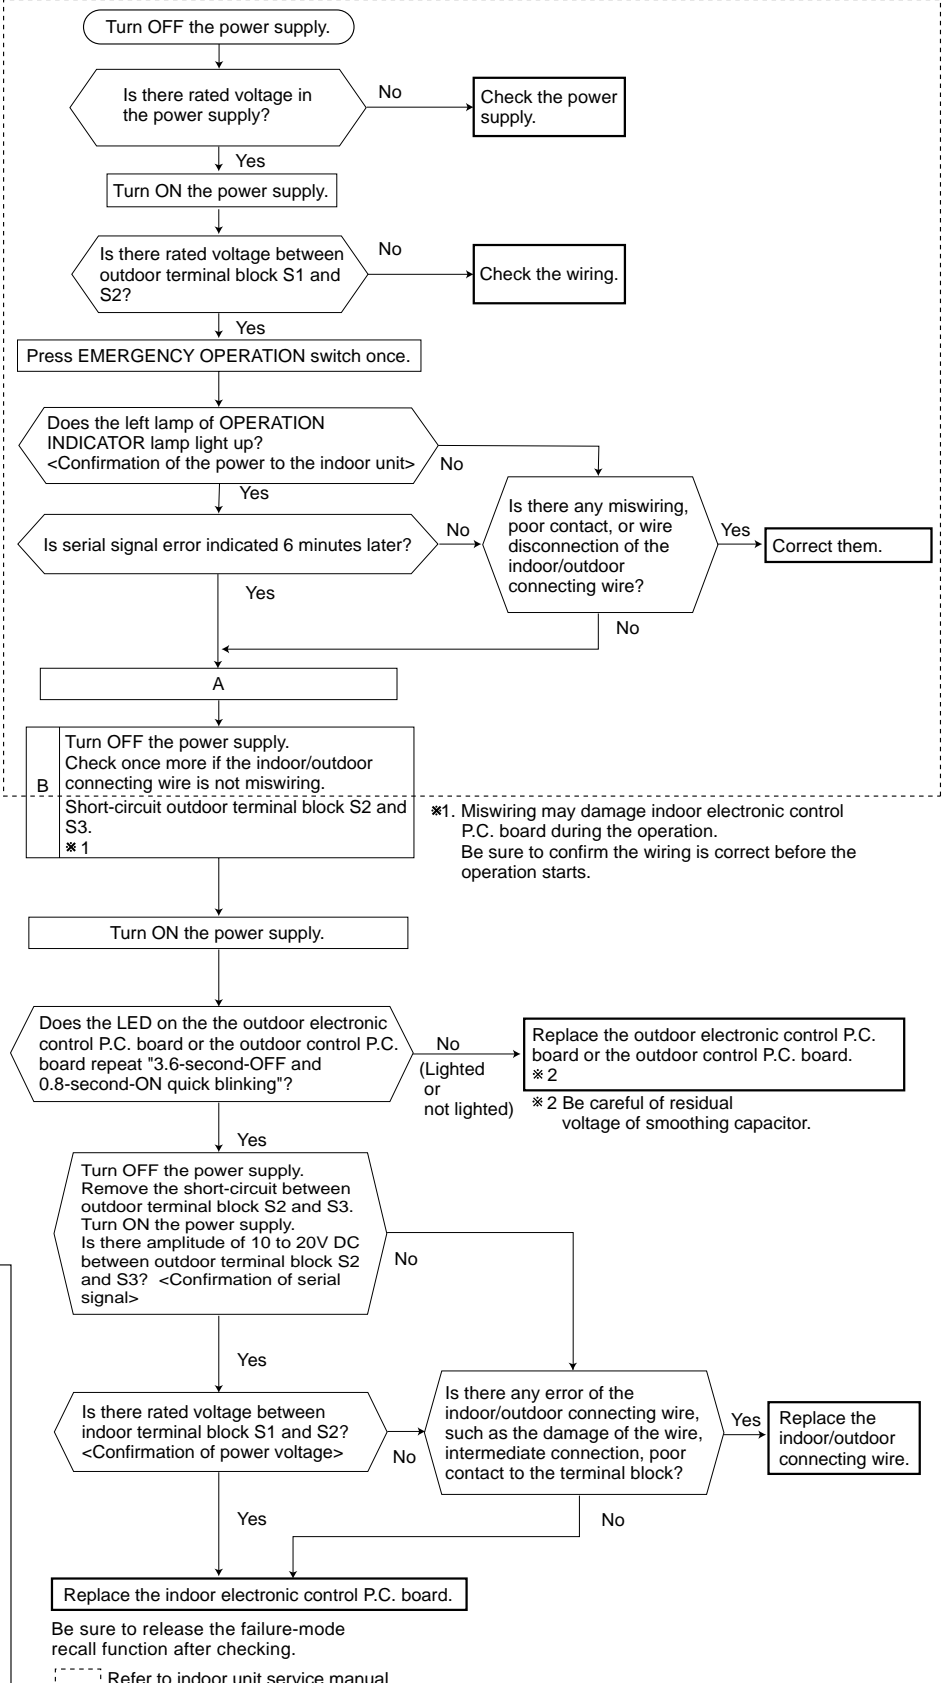 Turn OFF the power supply.
Is there rated voltage in
the power supply?
No
Check the power
supply.
Yes
Turn ON the power supply.
Is there rated voltage between
outdoor terminal block S1 and
S2?
No
Check the wiring.
Yes
Press EMERGENCY OPERATION switch once.
Does the left lamp of OPERATION
INDICATOR lamp light up?
<Confirmation of the power to the indoor unit>
No
Yes
Is serial signal error indicated 6 minutes later?
No
Is there any miswiring,
poor contact, or wire
disconnection of the
indoor/outdoor
connecting wire?
Yes
Correct them.
Yes
No
A
B
Turn OFF the power supply.
Check once more if the indoor/outdoor
connecting wire is not miswiring.
Short-circuit outdoor terminal block S2 and
S3.
※1
※1. Miswiring may damage indoor electronic control
P.C. board during the operation.
Be sure to confirm the wiring is correct before the
operation starts.
Turn ON the power supply.
Does the LED on the the outdoor electronic
control P.C. board or the outdoor control P.C.
board repeat "3.6-second-OFF and
0.8-second-ON quick blinking"?
No
(Lighted
or
not lighted)
Replace the outdoor electronic control P.C.
board or the outdoor control P.C. board.
※2
※2 Be careful of residual
voltage of smoothing capacitor.
Yes
Turn OFF the power supply.
Remove the short-circuit between
outdoor terminal block S2 and S3.
Turn ON the power supply.
Is there amplitude of 10 to 20V DC
between outdoor terminal block S2
and S3? <Confirmation of serial
signal>
No
Yes
Is there rated voltage between
indoor terminal block S1 and S2?
<Confirmation of power voltage>
No
Is there any error of the
indoor/outdoor connecting wire,
such as the damage of the wire,
intermediate connection, poor
contact to the terminal block?
Yes
Replace the
indoor/outdoor
connecting wire.
Yes
No
Replace the indoor electronic control P.C. board.
Be sure to release the failure-mode
recall function after checking.
Refer to indoor unit service manual